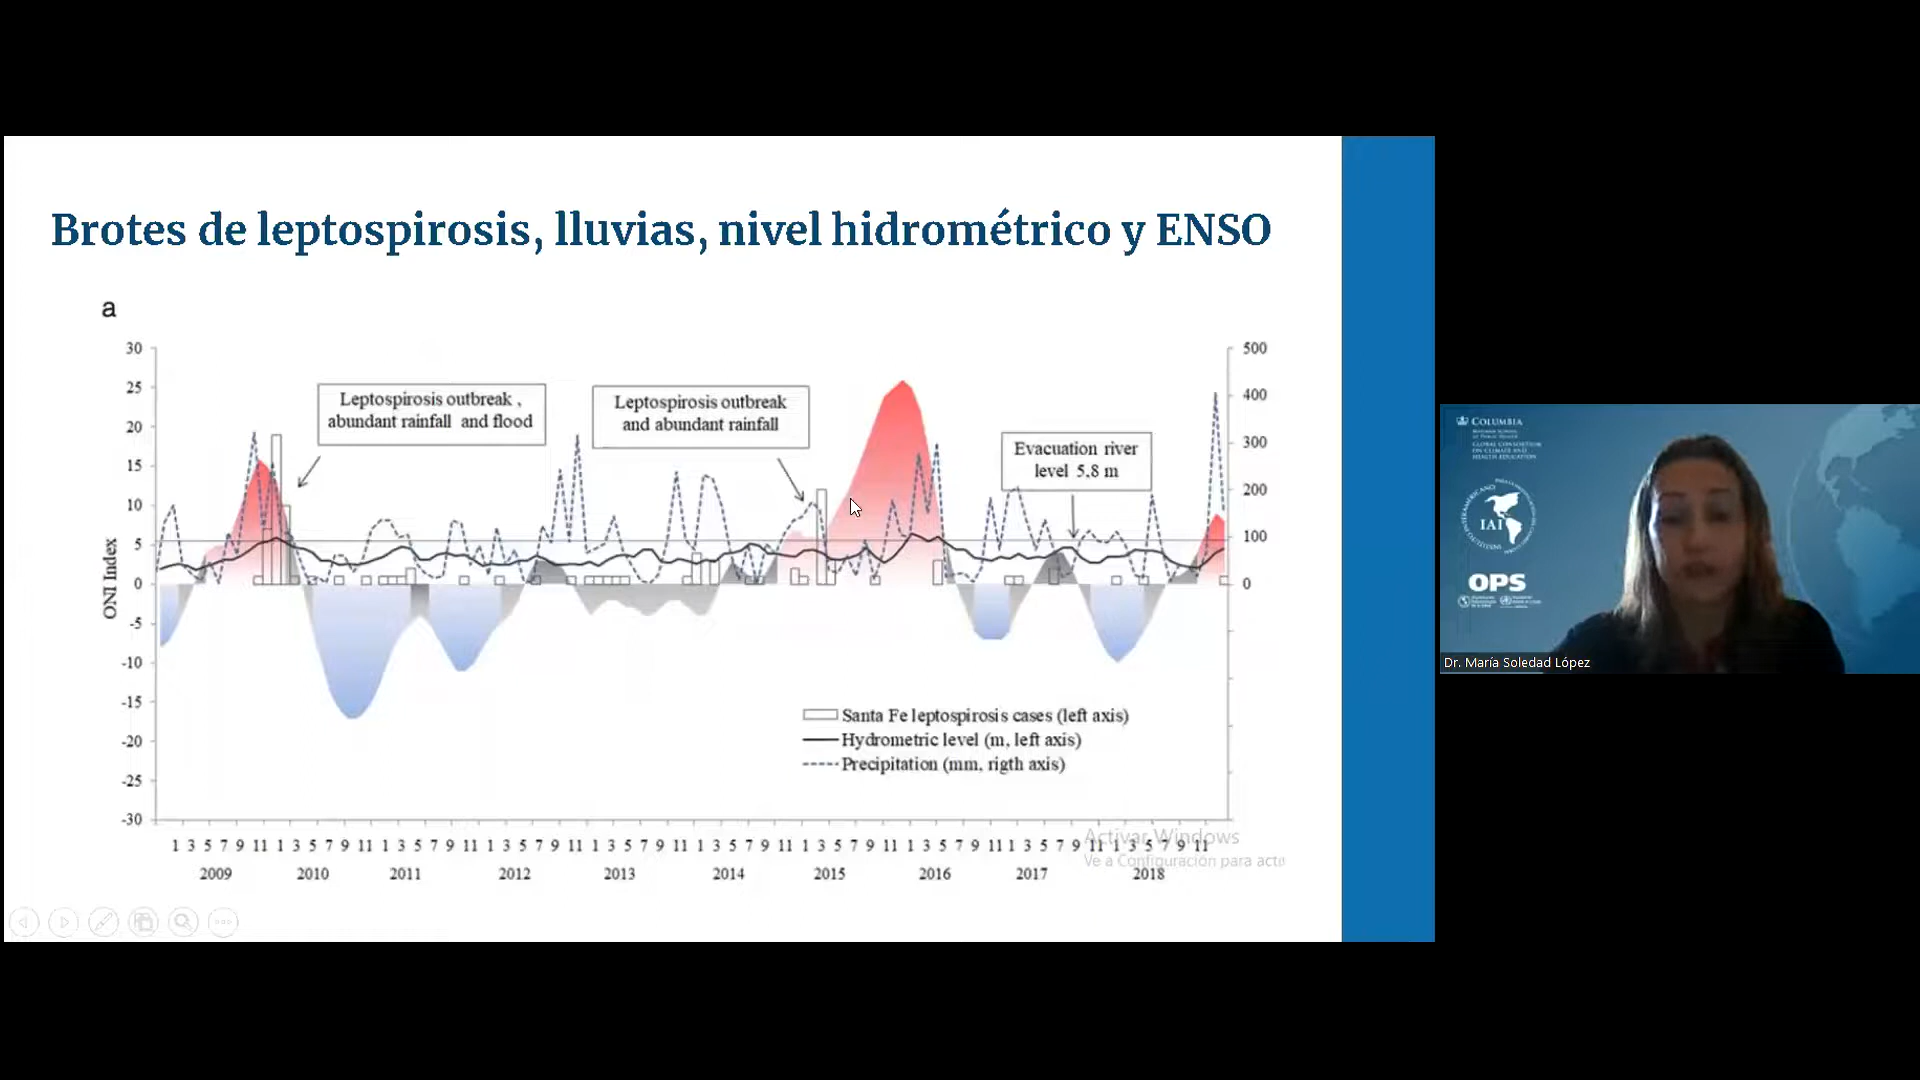 Brotes de leptospirosis, lluvias, nivel hidrométrico y ENSO
a
30
25
20
15
10
5
0
-5
-10
-15
-20
-25
-30
ONI Index
500
400
300
200
100
0
Leptospirosis outbreak ,
abundant rainfall and flood
Leptospirosis outbreak
and abundant rainfall
Evacuation river
level 5.8 m
Santa Fe leptospirosis cases (left axis)
Hydrometric level (m, left axis)
Precipitation (mm, rigth axis)
1 3 5 7 9 11 1 3 5 7 9 11 1 3 5 7 9 11 1 3 5 7 9 11 1 3 5 7 9 11 1 3 5 7 9 11 1 3 5 7 9 11 1 3 5 7 9 11 1 3 5 7 9 11 1 3 5 7 9 11
2009 2010 2011 2012 2013 2014 2015 2016 2017 2018
Activar Windows
Ve a Configuración para acti
COLUMBIA
GLOBAL CONSORTIUM
ON CLIMATE AND
HEALTH EDUCATION
IAI
OPS
Dr. María Soledad López